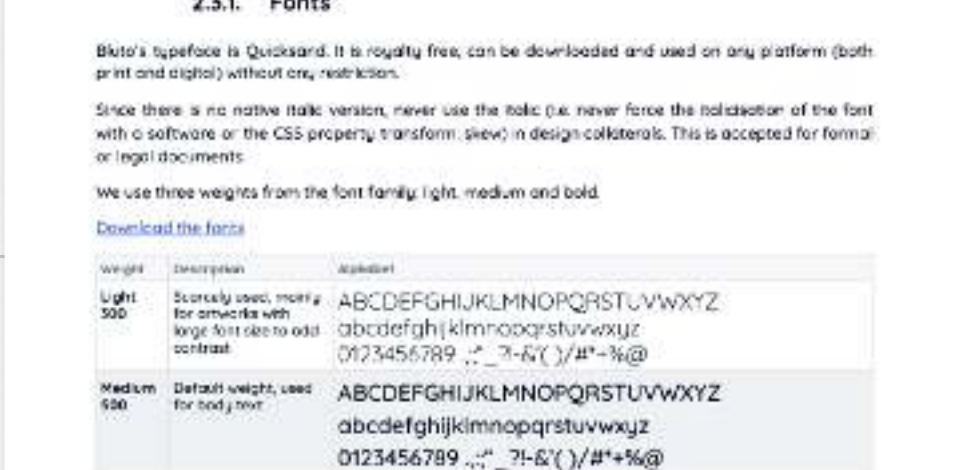 2.3.1. Fonts
Bluto's typeface is Quicksand. It is royalty free, can be downloaded and used on any platform (both
print and digital) without any restriction.
Since there is no native italic version, never use the italic (i.e. never force the italicisation of the font
with a software or the CSS property transform: skew) in design collaterals. This is accepted for formal
or legal documents.
We use three weights from the font family: light, medium and bold.
Download the fonts
Weight Description Alphabet
Light Scarcely used, mainly ABCDEFGHIJKLMNOPQRSTUVWXYZ
300 for artworks with abcdefghijklmnopqrstuvwxyz
large font size to add 0123456789 .,:;"_?!-&'( )/#*+%@
contrast
Medium Default weight, used ABCDEFGHIJKLMNOPQRSTUVWXYZ
500 for body text abcdefghijklmnopqrstuvwxyz
0123456789 .,:;"_?!-&'( )/#*+%@